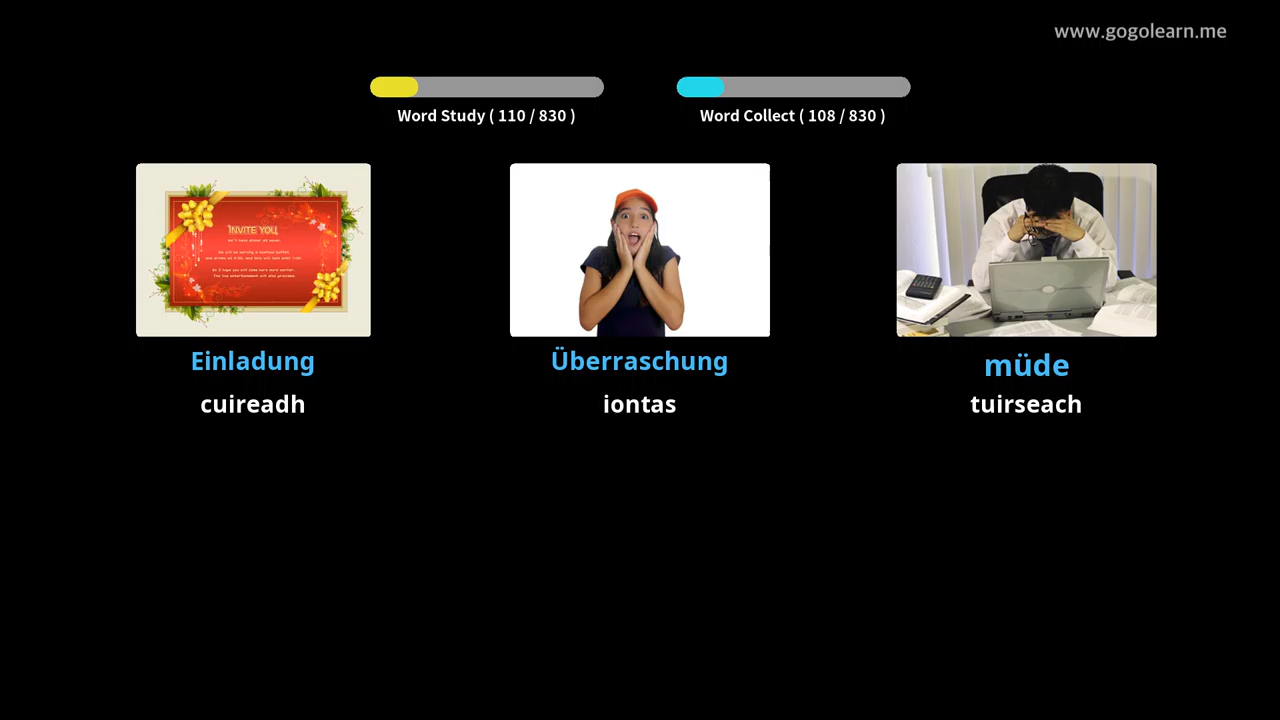 www.gogolearn.me
Word Study ( 110 / 830 )
Word Collect ( 108 / 830 )
INVITE YOU
Einladung
Überraschung
müde
cuireadh
iontas
tuirseach